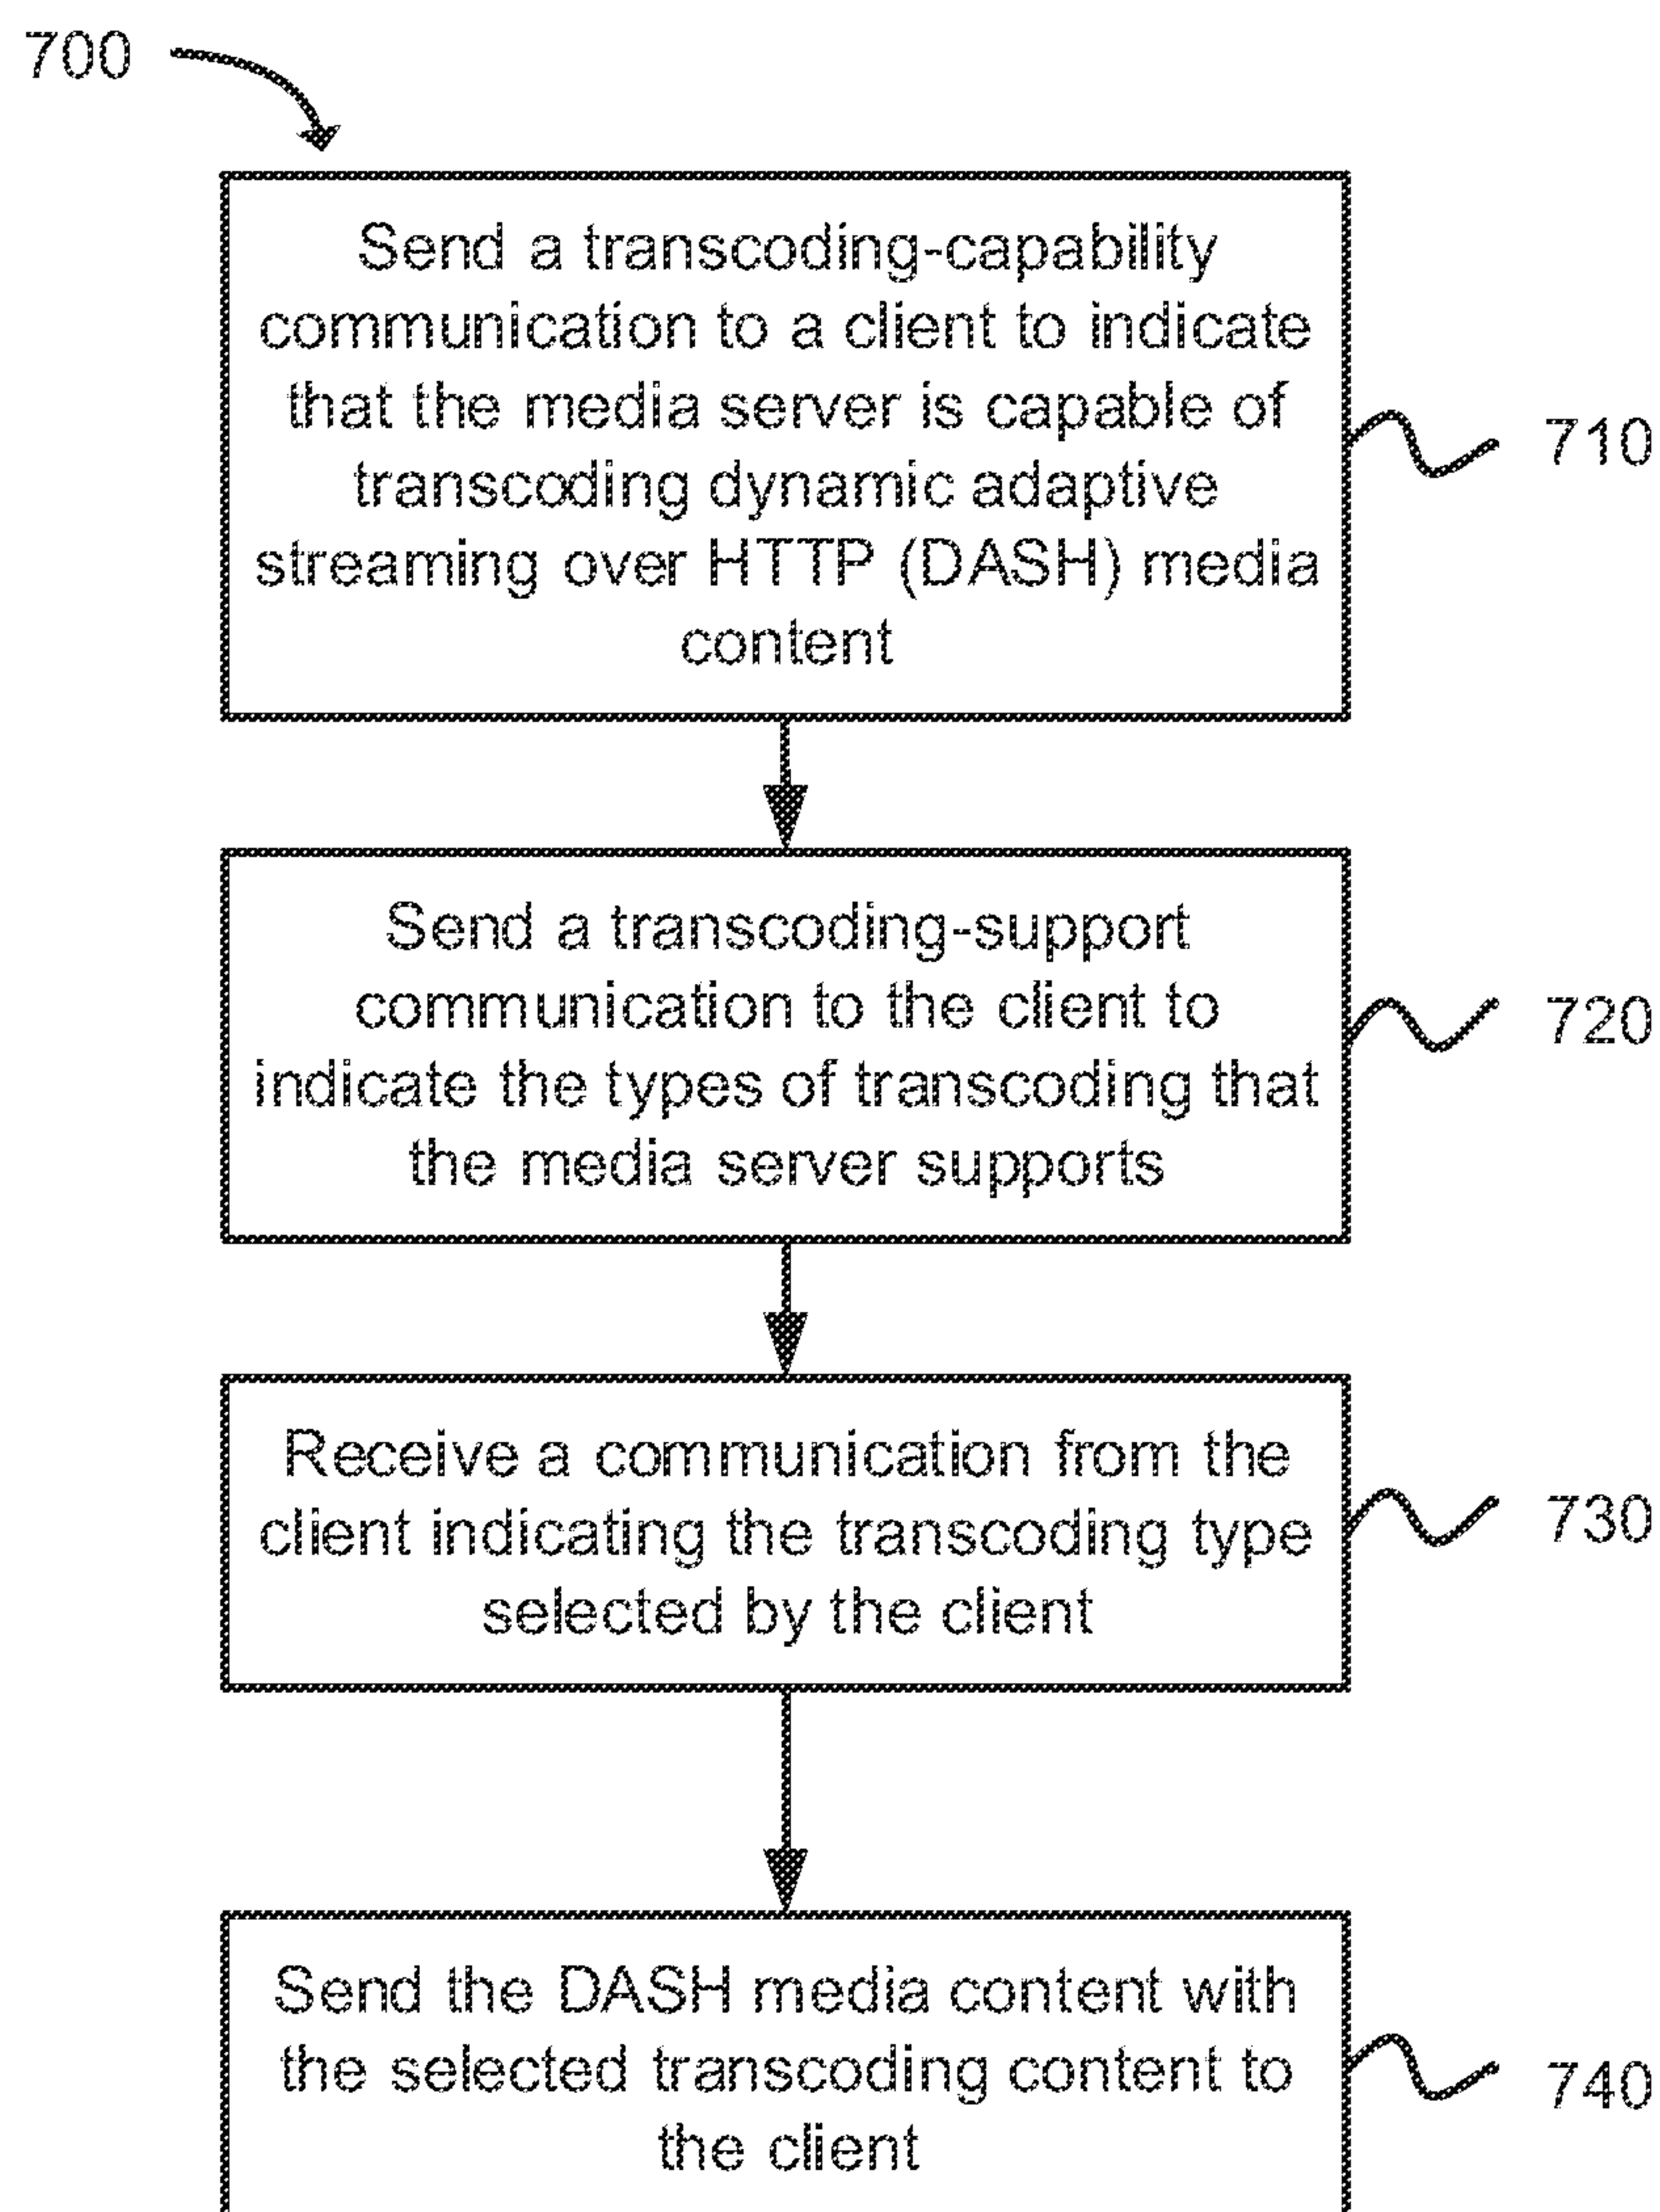 700
Send a transcoding-capability
communication to a client to indicate
that the media server is capable of
transcoding dynamic adaptive
streaming over HTTP (DASH) media
content
710
Send a transcoding-support
communication to the client to
indicate the types of transcoding that
the media server supports
720
Receive a communication from the
client indicating the transcoding type
selected by the client
730
Send the DASH media content with
the selected transcoding content to
the client
740